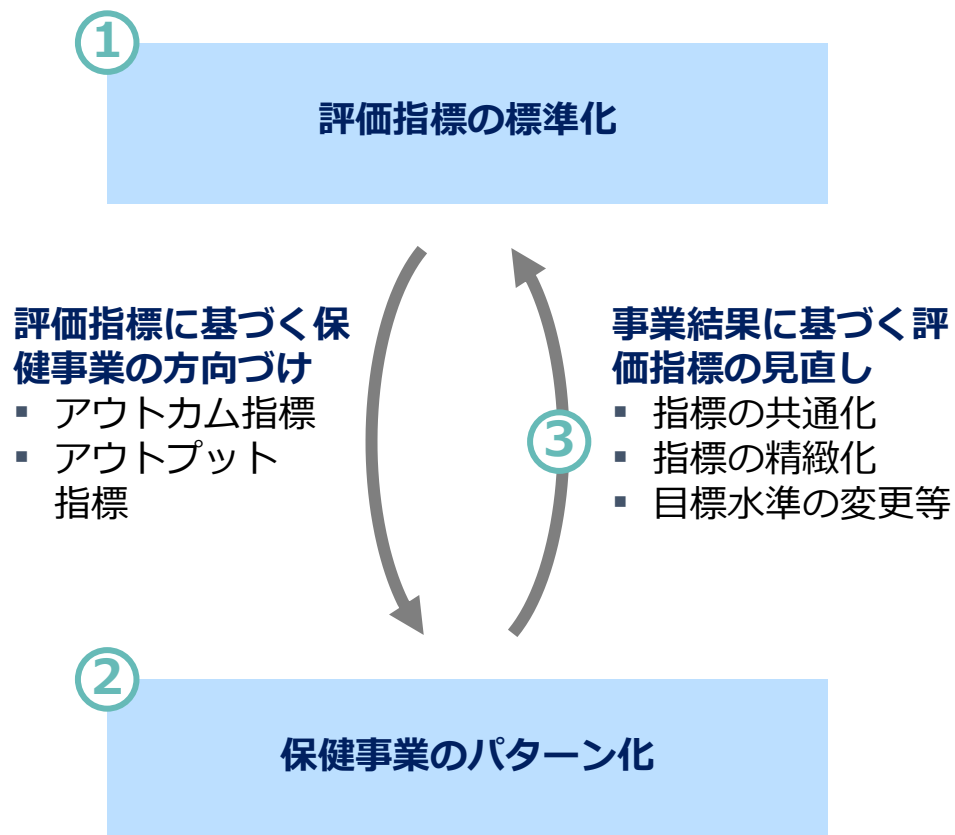 ①
評価指標の標準化
評価指標に基づく保
健事業の方向づけ
▪ アウトカム指標
▪ アウトプット
指標
事業結果に基づく評
価指標の見直し
③
▪ 指標の共通化
▪ 指標の精緻化
▪ 目標水準の変更等
②
保健事業のパターン化